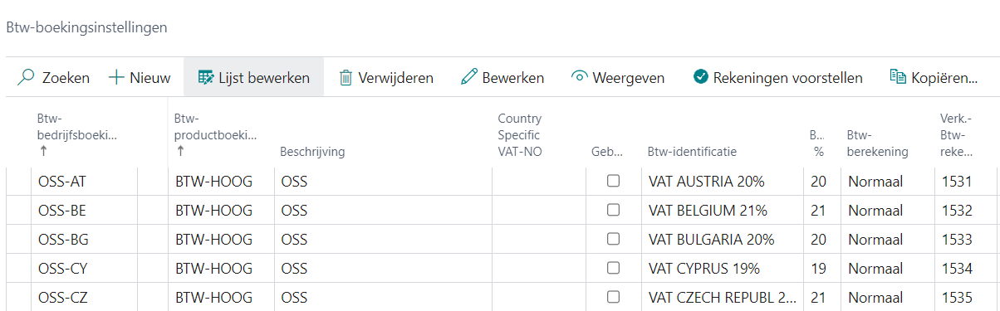 Btw-boekingsinstellingen
Zoeken Nieuw Lijst bewerken Verwijderen Bewerken Weergeven Rekeningen voorstellen Kopiëren...
Btw-bedrijfsboeki... ↑ Btw-productboeki... ↑ Beschrijving Country Specific VAT-NO Geb... Btw-identificatie B... % Btw-berekening Verk.-Btw-reke...
OSS-AT BTW-HOOG OSS VAT AUSTRIA 20% 20 Normaal 1531
OSS-BE BTW-HOOG OSS VAT BELGIUM 21% 21 Normaal 1532
OSS-BG BTW-HOOG OSS VAT BULGARIA 20% 20 Normaal 1533
OSS-CY BTW-HOOG OSS VAT CYPRUS 19% 19 Normaal 1534
OSS-CZ BTW-HOOG OSS VAT CZECH REPUBL 2... 21 Normaal 1535